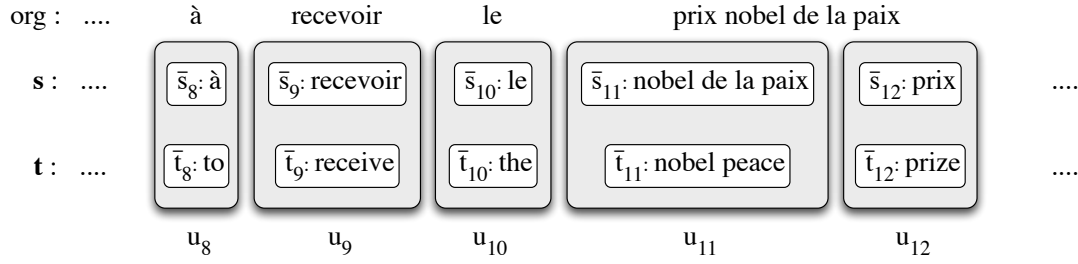 org : .... à recevoir le prix nobel de la paix
s : .... s̅8: à s̅9: recevoir s̅10: le s̅11: nobel de la paix s̅12: prix ....
t : .... t̅8: to t̅9: receive t̅10: the t̅11: nobel peace t̅12: prize ....
u8 u9 u10 u11 u12